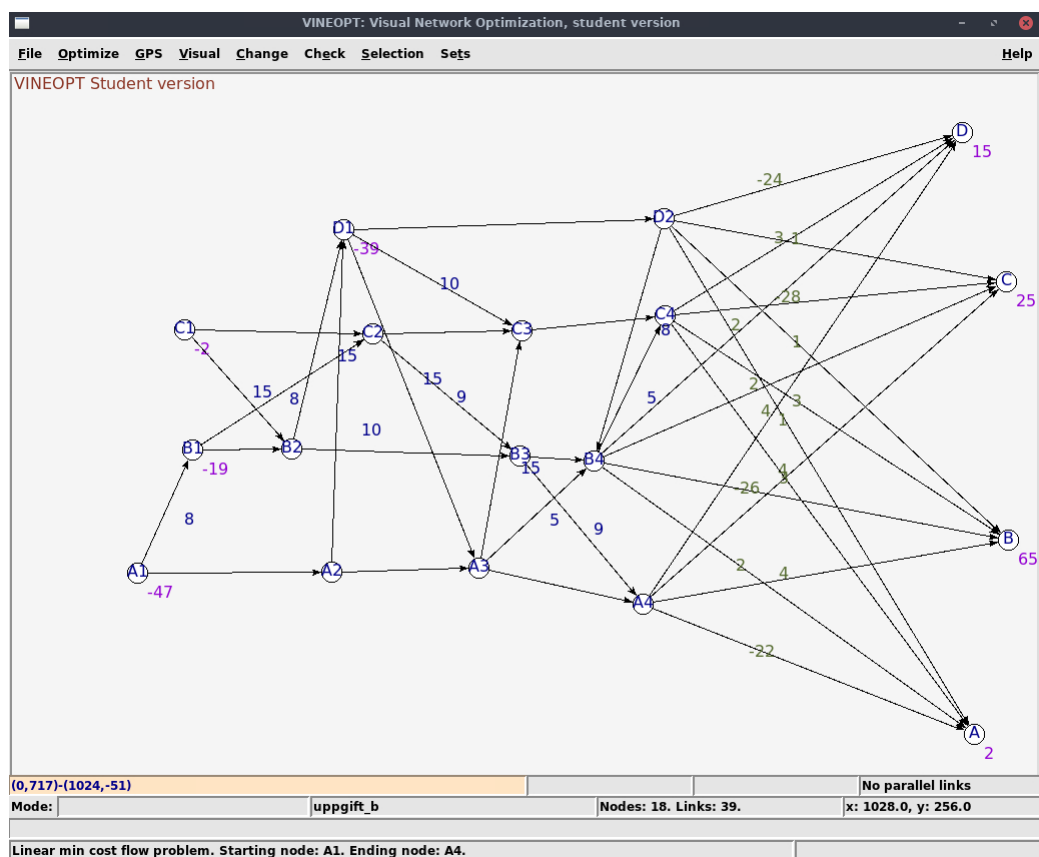 VINEOPT: Visual Network Optimization, student version
File Optimize GPS Visual Change Check Selection Sets Help
VINEOPT Student version
D
15
-24
D1
-39
D2
3 1
10
C
25
-28
C1
-2
C2
C3
C4
8
2
1
15
15
15
8
9
5
2
4
3
1
10
B1
-19
B2
B3
15
B4
4
3
-26
8
5
9
B
65
A1
-47
A2
A3
2
4
A4
-22
A
2
(0,717)-(1024,-51)
No parallel links
Mode:
uppgift_b
Nodes: 18. Links: 39.
x: 1028.0, y: 256.0
Linear min cost flow problem. Starting node: A1. Ending node: A4.